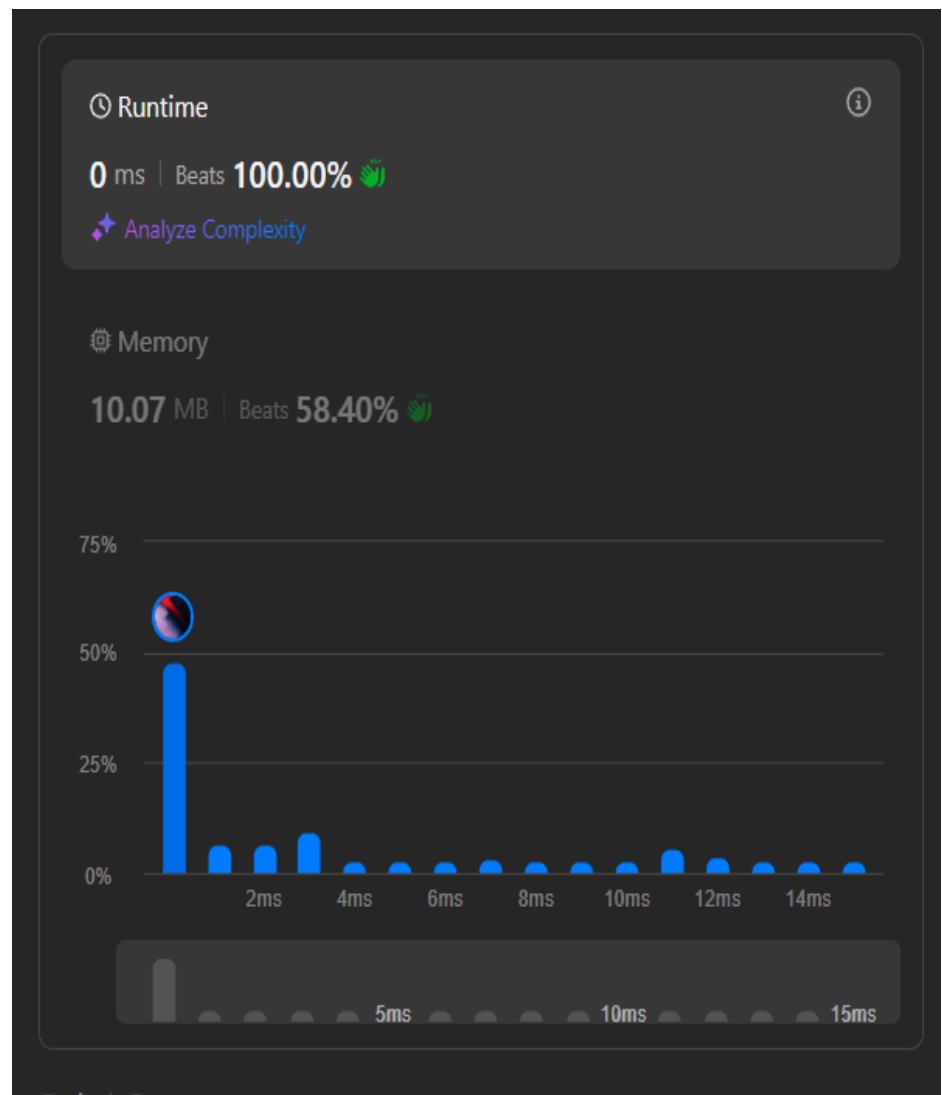 Runtime
0 ms | Beats 100.00%
Analyze Complexity
Memory
10.07 MB | Beats 58.40%
75%
50%
25%
0%
2ms 4ms 6ms 8ms 10ms 12ms 14ms
5ms 10ms 15ms